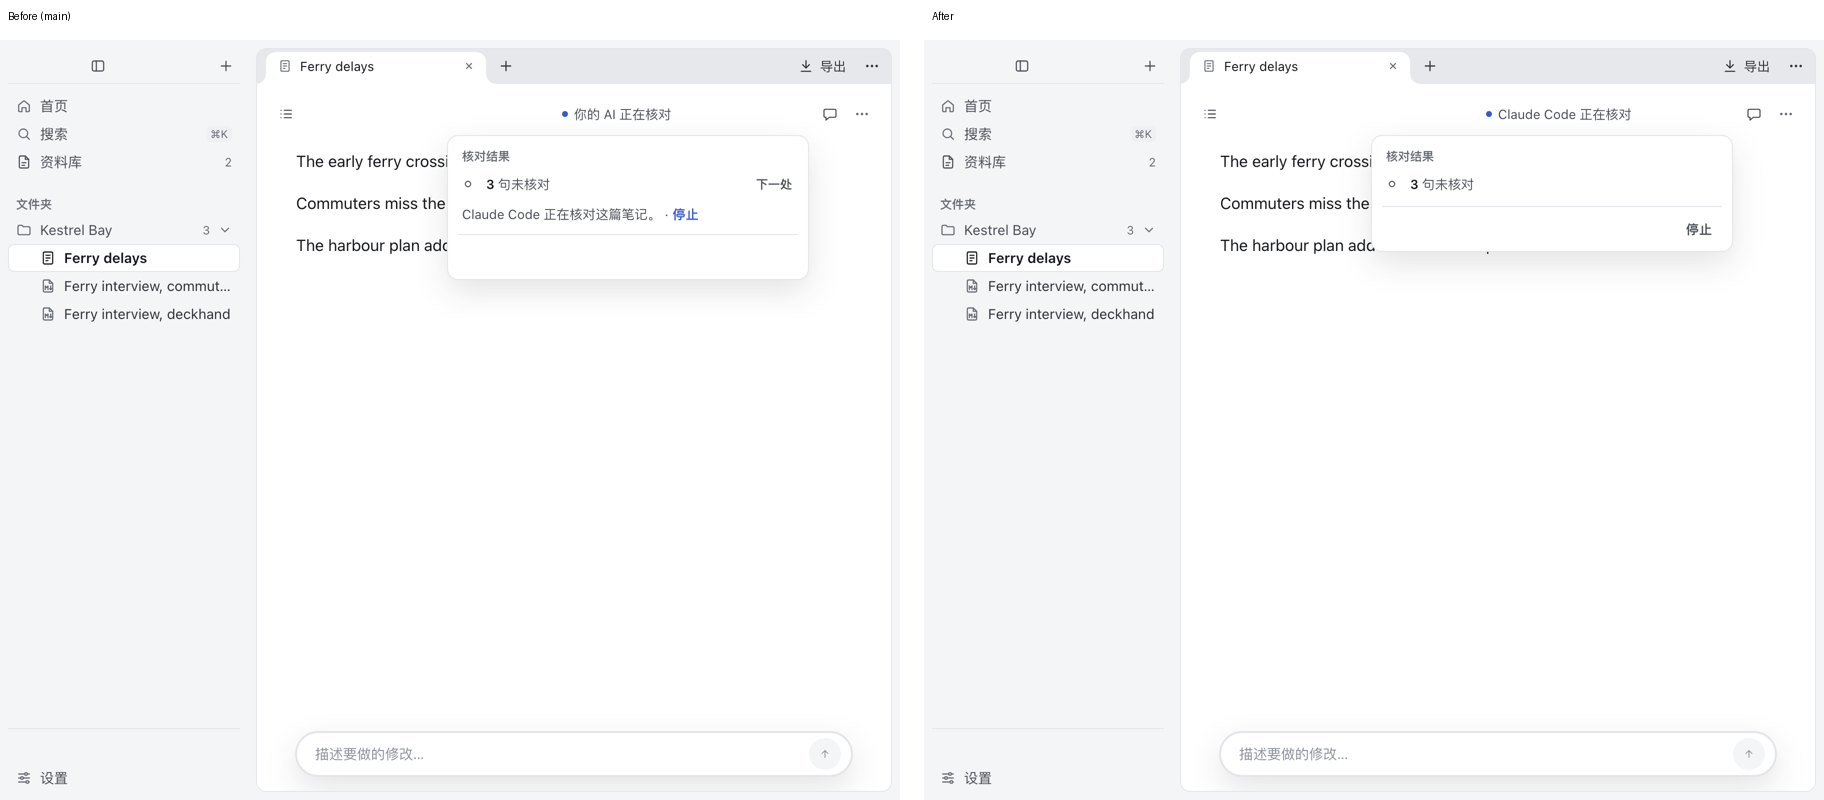 Before (main)
首页
搜索 ⌘K
资料库 2
文件夹
Kestrel Bay 3
Ferry delays
Ferry interview, commut...
Ferry interview, deckhand
设置
Ferry delays
导出
你的 AI 正在核对
The early ferry crossi
Commuters miss the
The harbour plan add
核对结果
3 句未核对 下一处
Claude Code 正在核对这篇笔记。 · 停止
描述要做的修改...
After
首页
搜索 ⌘K
资料库 2
文件夹
Kestrel Bay 3
Ferry delays
Ferry interview, commut...
Ferry interview, deckhand
设置
Ferry delays
导出
Claude Code 正在核对
The early ferry crossi
Commuters miss the
The harbour plan add
核对结果
3 句未核对
停止
描述要做的修改...